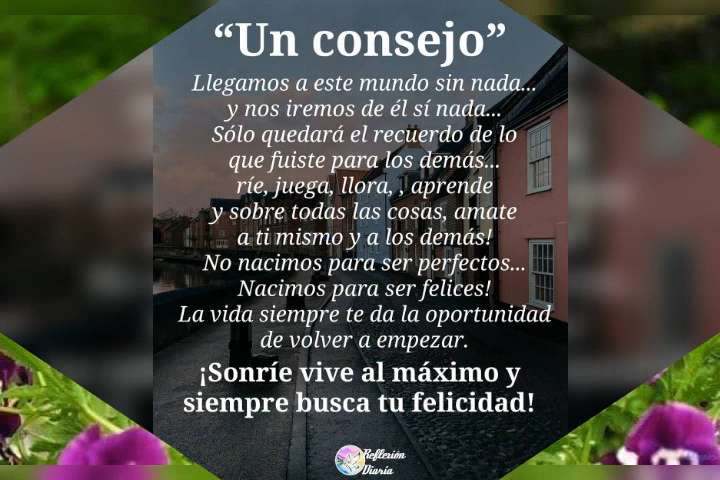 “Un consejo”
Llegamos a este mundo sin nada...
y nos iremos de él sí nada...
Sólo quedará el recuerdo de lo
que fuiste para los demás...
ríe, juega, llora, , aprende
y sobre todas las cosas, amate
a ti mismo y a los demás!
No nacimos para ser perfectos...
Nacimos para ser felices!
La vida siempre te da la oportunidad
de volver a empezar.
¡Sonríe vive al máximo y
siempre busca tu felicidad!
Reflexión
Diaria